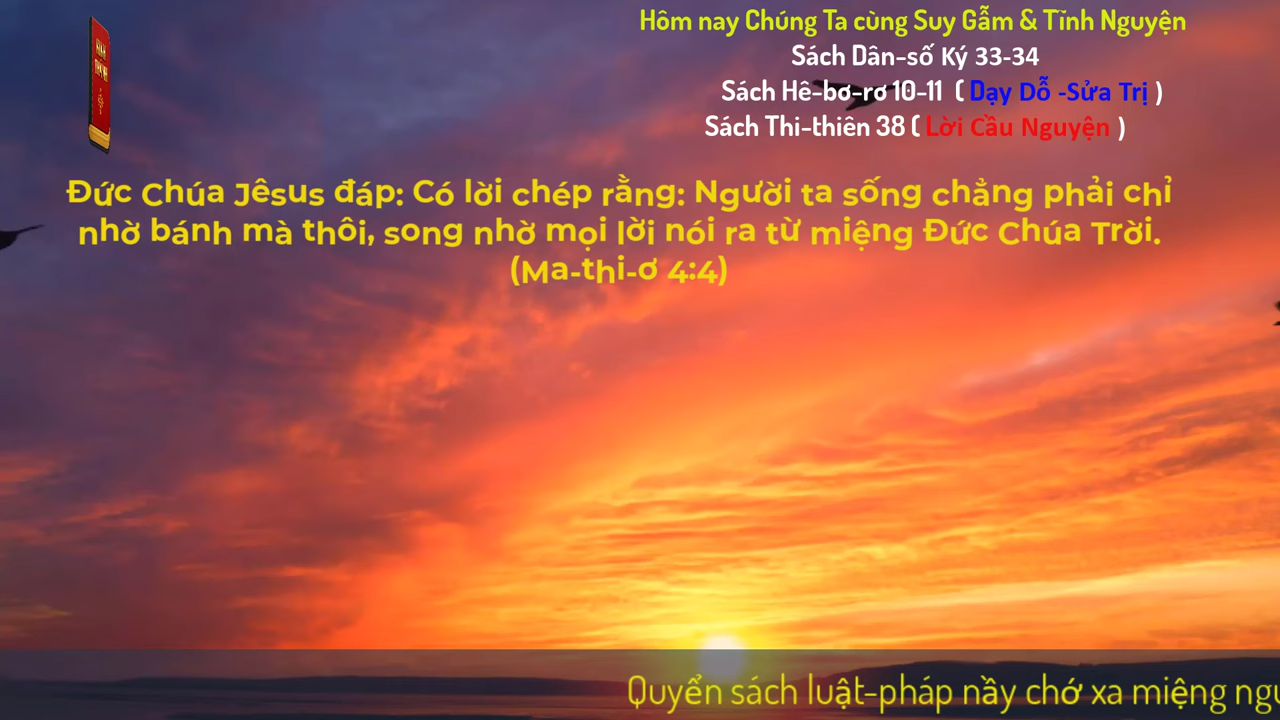 Hôm nay Chúng Ta cùng Suy Gẫm & Tĩnh Nguyện
Sách Dân-số Ký 33-34
Sách Hê-bơ-rơ 10-11 ( Dạy Dỗ -Sửa Trị )
Sách Thi-thiên 38 ( Lời Cầu Nguyện )
KINH THÁNH
Đức Chúa Jêsus đáp: Có lời chép rằng: Người ta sống chẳng phải chỉ
nhờ bánh mà thôi, song nhờ mọi lời nói ra từ miệng Đức Chúa Trời.
(Ma-thi-ơ 4:4)
Quyển sách luật-pháp nầy chớ xa miệng